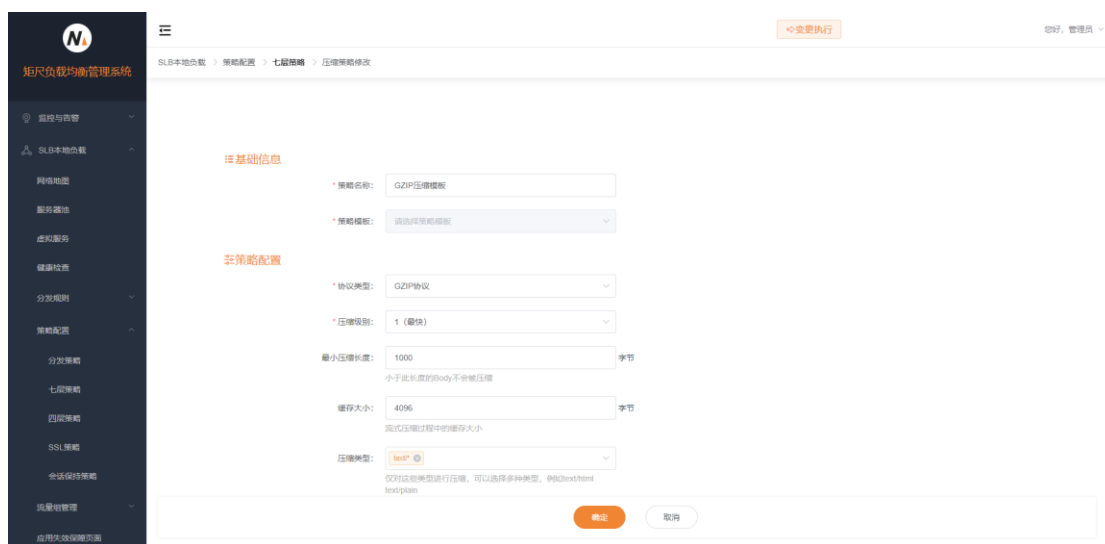 N
矩尺负载均衡管理系统
变更执行
您好，管理员
SLB本地负载 > 策略配置 > 七层策略 > 压缩策略修改
监控与告警
SLB本地负载
网络地图
服务器池
虚拟服务
健康检查
分发规则
策略配置
分发策略
七层策略
四层策略
SSL策略
会话保持策略
流量组管理
应用失效保障页面
基础信息
* 策略名称： GZIP压缩模板
* 策略模板： 请选择策略模板
策略配置
* 协议类型： GZIP协议
* 压缩级别： 1（最快）
最小压缩长度： 1000 字节
小于此长度的Body不会被压缩
缓存大小： 4096 字节
流式压缩过程中的缓存大小
压缩类型： text/*
仅对这些类型进行压缩，可以选择多种类型，例如text/html
text/plain
确定 取消